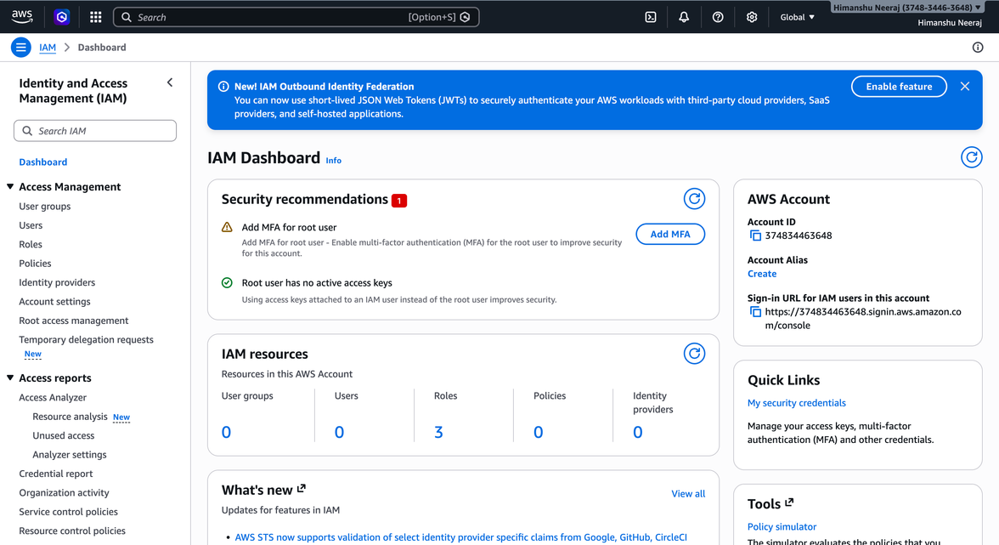 aws
Search
[Option+S]
Global
Himanshu Neeraj (3748-3446-3648)
Himanshu Neeraj
IAM
Dashboard
Identity and Access
Management (IAM)
Search IAM
Dashboard
Access Management
User groups
Users
Roles
Policies
Identity providers
Account settings
Root access management
Temporary delegation requests
New
Access reports
Access Analyzer
Resource analysis New
Unused access
Analyzer settings
Credential report
Organization activity
Service control policies
Resource control policies
New! IAM Outbound Identity Federation
You can now use short-lived JSON Web Tokens (JWTs) to securely authenticate your AWS workloads with third-party cloud providers, SaaS
providers, and self-hosted applications.
Enable feature
IAM Dashboard Info
Security recommendations 1
Add MFA for root user
Add MFA for root user - Enable multi-factor authentication (MFA) for the root user to improve security
for this account.
Add MFA
Root user has no active access keys
Using access keys attached to an IAM user instead of the root user improves security.
IAM resources
Resources in this AWS Account
User groups
0
Users
0
Roles
3
Policies
0
Identity
providers
0
What's new
View all
Updates for features in IAM
• AWS STS now supports validation of select identity provider specific claims from Google, GitHub, CircleCI
AWS Account
Account ID
374834463648
Account Alias
Create
Sign-in URL for IAM users in this account
https://374834463648.signin.aws.amazon.co
m/console
Quick Links
My security credentials
Manage your access keys, multi-factor
authentication (MFA) and other credentials.
Tools
Policy simulator
The simulator evaluates the policies that you